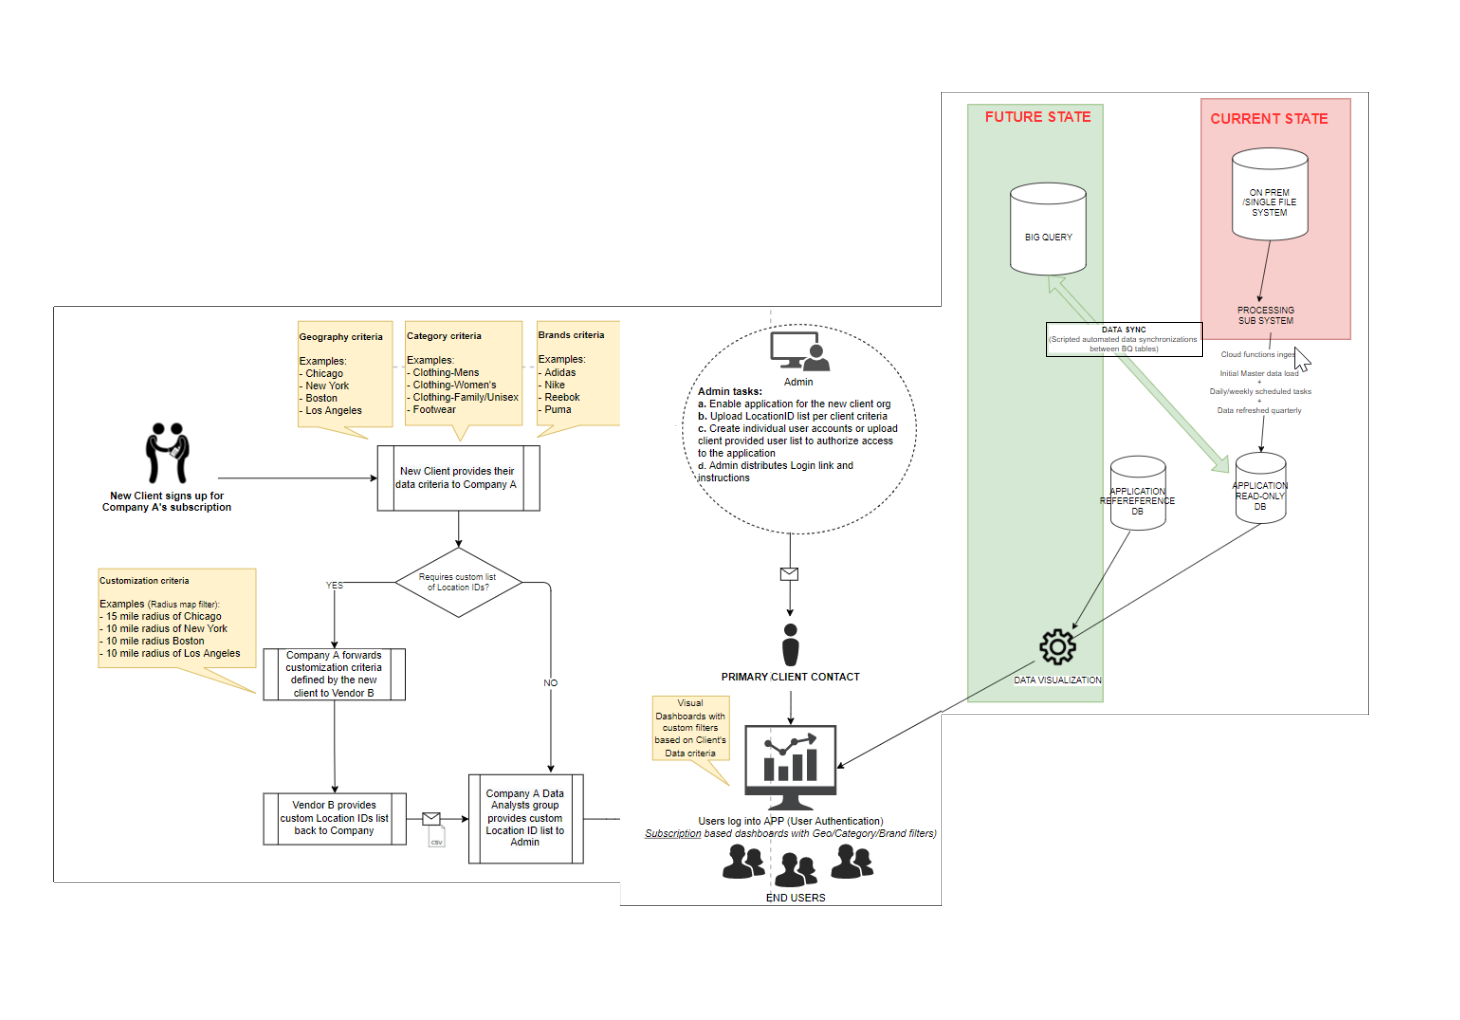 Geography criteria
Examples:
- Chicago
- New York
- Boston
- Los Angeles
Category criteria
Examples:
- Clothing-Mens
- Clothing-Women's
- Clothing-Family/Unisex
- Footwear
Brands criteria
Examples:
- Adidas
- Nike
- Reebok
- Puma
New Client signs up for
Company A's subscription
New Client provides their
data criteria to Company A
Requires custom list
of Location IDs?
YES
NO
Customization criteria
Examples (Radius map filter):
- 15 mile radius of Chicago
- 10 mile radius of New York
- 10 mile radius Boston
- 10 mile radius of Los Angeles
Company A forwards
customization criteria
defined by the new
client to Vendor B
Vendor B provides
custom Location IDs list
back to Company
CSV
Company A Data
Analysts group
provides custom
Location ID list to
Admin
Admin
Admin tasks:
a. Enable application for the new client org
b. Upload LocationID list per client criteria
c. Create individual user accounts or upload
client provided user list to authorize access
to the application
d. Admin distributes Login link and
instructions
PRIMARY CLIENT CONTACT
Visual
Dashboards with
custom filters
based on Client's
Data criteria
Users log into APP (User Authentication)
Subscription based dashboards with Geo/Category/Brand filters)
END USERS
FUTURE STATE
BIG QUERY
CURRENT STATE
ON PREM
/SINGLE FILE
SYSTEM
PROCESSING
SUB SYSTEM
DATA SYNC
(Scripted automated data synchronizations
between BQ tables)
Cloud functions inges
Initial Master data load
+
Daily/weekly scheduled tasks
+
Data refreshed quarterly
APPLICATION
REFEREFERENCE
DB
APPLICATION
READ-ONLY
DB
DATA VISUALIZATION